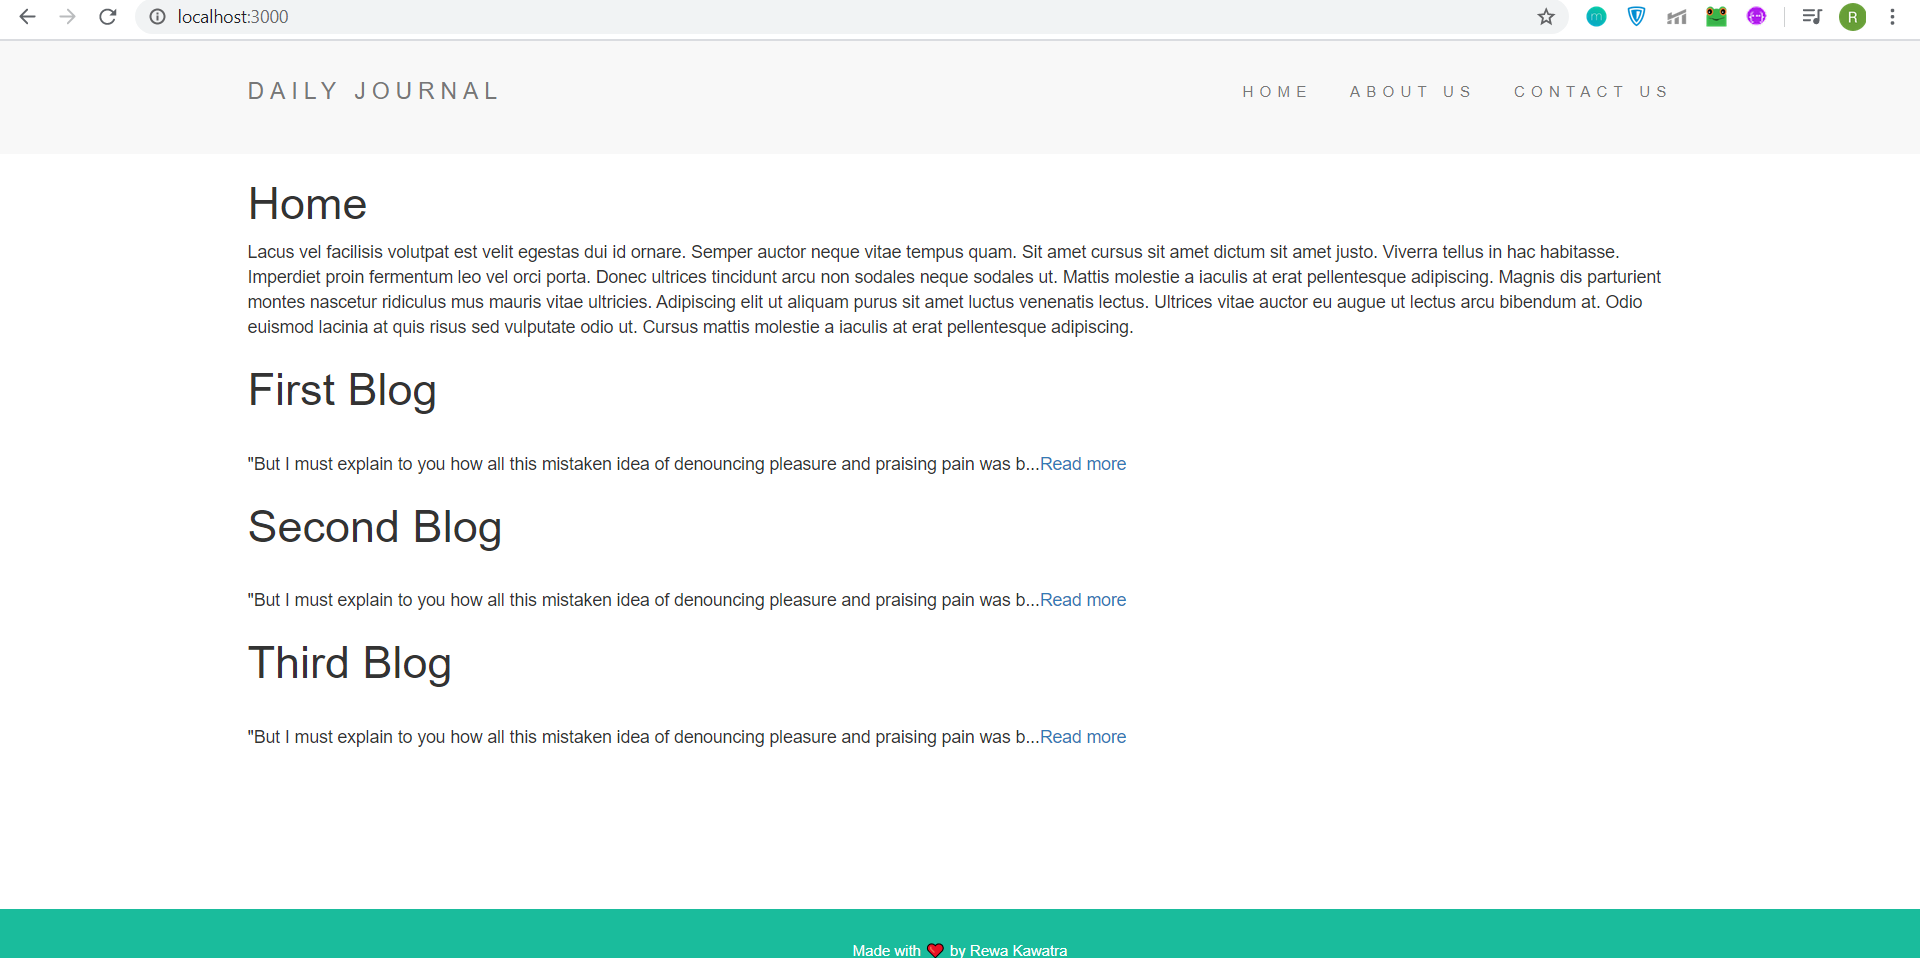 localhost:3000
R
DAILY JOURNAL
HOME ABOUT US CONTACT US
Home
Lacus vel facilisis volutpat est velit egestas dui id ornare. Semper auctor neque vitae tempus quam. Sit amet cursus sit amet dictum sit amet justo. Viverra tellus in hac habitasse.
Imperdiet proin fermentum leo vel orci porta. Donec ultrices tincidunt arcu non sodales neque sodales ut. Mattis molestie a iaculis at erat pellentesque adipiscing. Magnis dis parturient
montes nascetur ridiculus mus mauris vitae ultricies. Adipiscing elit ut aliquam purus sit amet luctus venenatis lectus. Ultrices vitae auctor eu augue ut lectus arcu bibendum at. Odio
euismod lacinia at quis risus sed vulputate odio ut. Cursus mattis molestie a iaculis at erat pellentesque adipiscing.
First Blog
"But I must explain to you how all this mistaken idea of denouncing pleasure and praising pain was b...Read more
Second Blog
"But I must explain to you how all this mistaken idea of denouncing pleasure and praising pain was b...Read more
Third Blog
"But I must explain to you how all this mistaken idea of denouncing pleasure and praising pain was b...Read more
Made with ❤️ by Rewa Kawatra